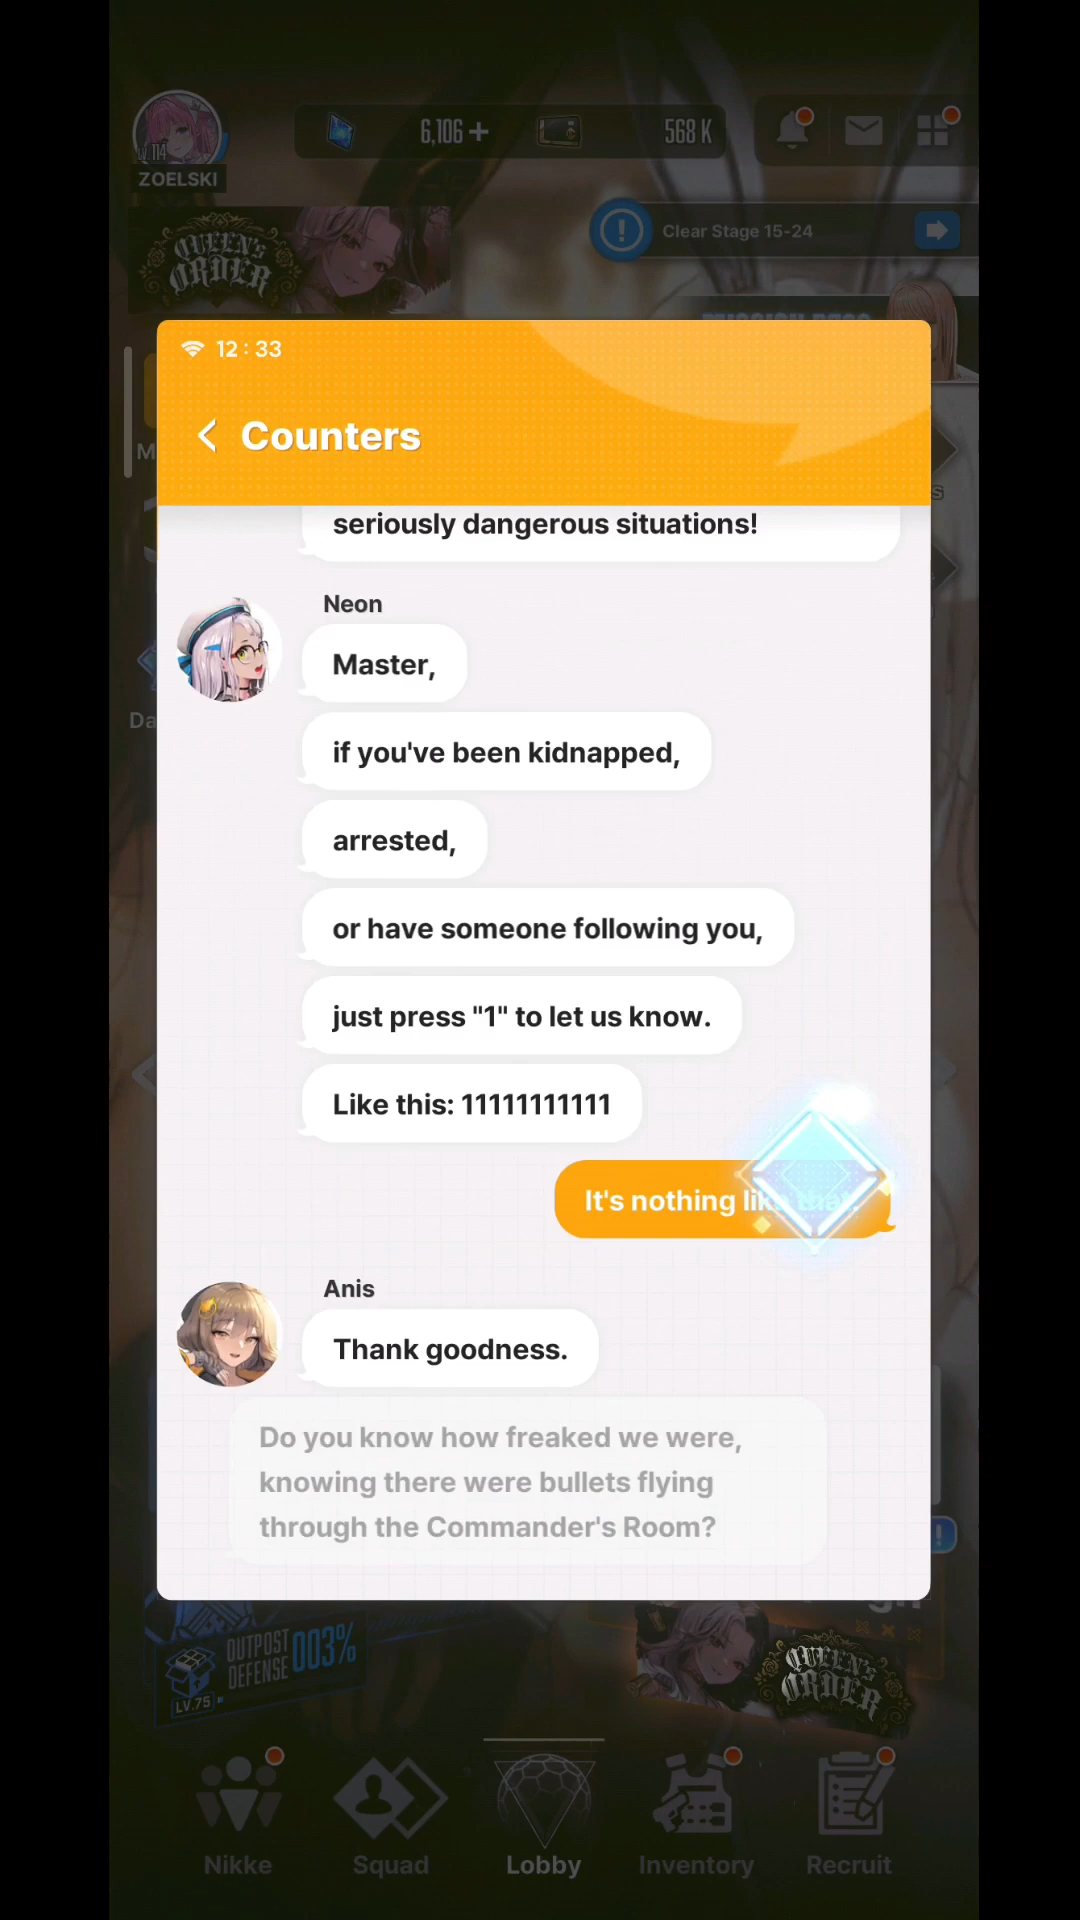 LV.114
6,106 +
568 K
ZOELSKI
QUEEN'S
ORDER
Clear Stage 15-24
12 : 33
Counters
seriously dangerous situations!
Neon
Master,
if you've been kidnapped,
arrested,
or have someone following you,
just press "1" to let us know.
Like this: 11111111111
It's nothing like that.
Anis
Thank goodness.
Do you know how freaked we were,
knowing there were bullets flying
through the Commander's Room?
OUTPOST
DEFENSE
003%
LV.75
QUEEN'S
ORDER
Nikke
Squad
Lobby
Inventory
Recruit